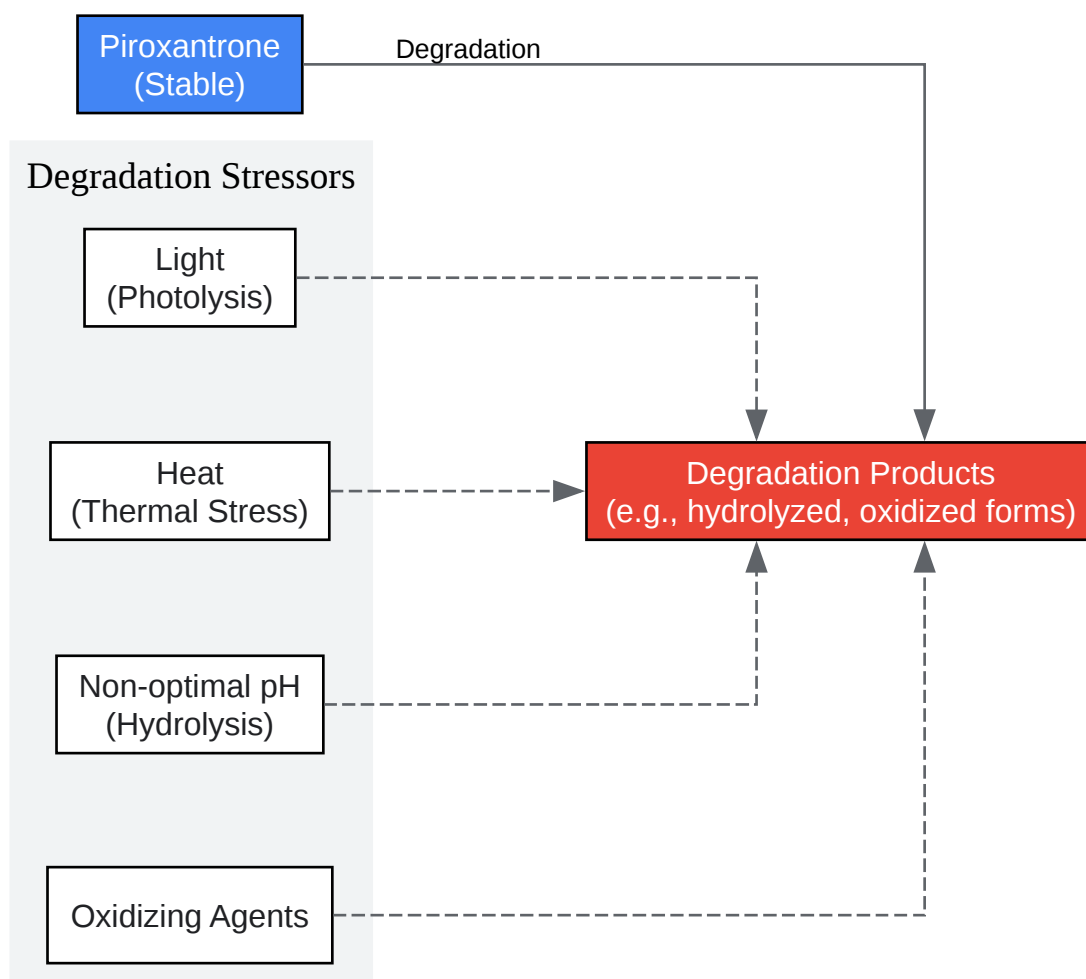 Piroxantrone
(Stable)
Degradation
Degradation Stressors
Light
(Photolysis)
Heat
(Thermal Stress)
Degradation Products
(e.g., hydrolyzed, oxidized forms)
Non-optimal pH
(Hydrolysis)
Oxidizing Agents